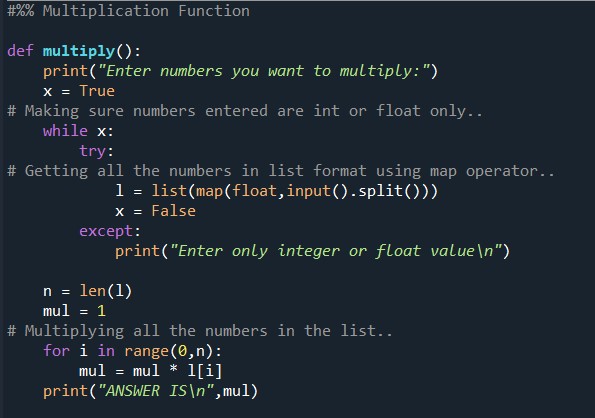 #%% Multiplication Function
def multiply():
    print("Enter numbers you want to multiply:")
    x = True
# Making sure numbers entered are int or float only..
    while x:
        try:
# Getting all the numbers in list format using map operator..
            l = list(map(float,input().split()))
            x = False
        except:
            print("Enter only integer or float value\n")
    n = len(l)
    mul = 1
# Multiplying all the numbers in the list..
    for i in range(0,n):
        mul = mul * l[i]
    print("ANSWER IS\n",mul)